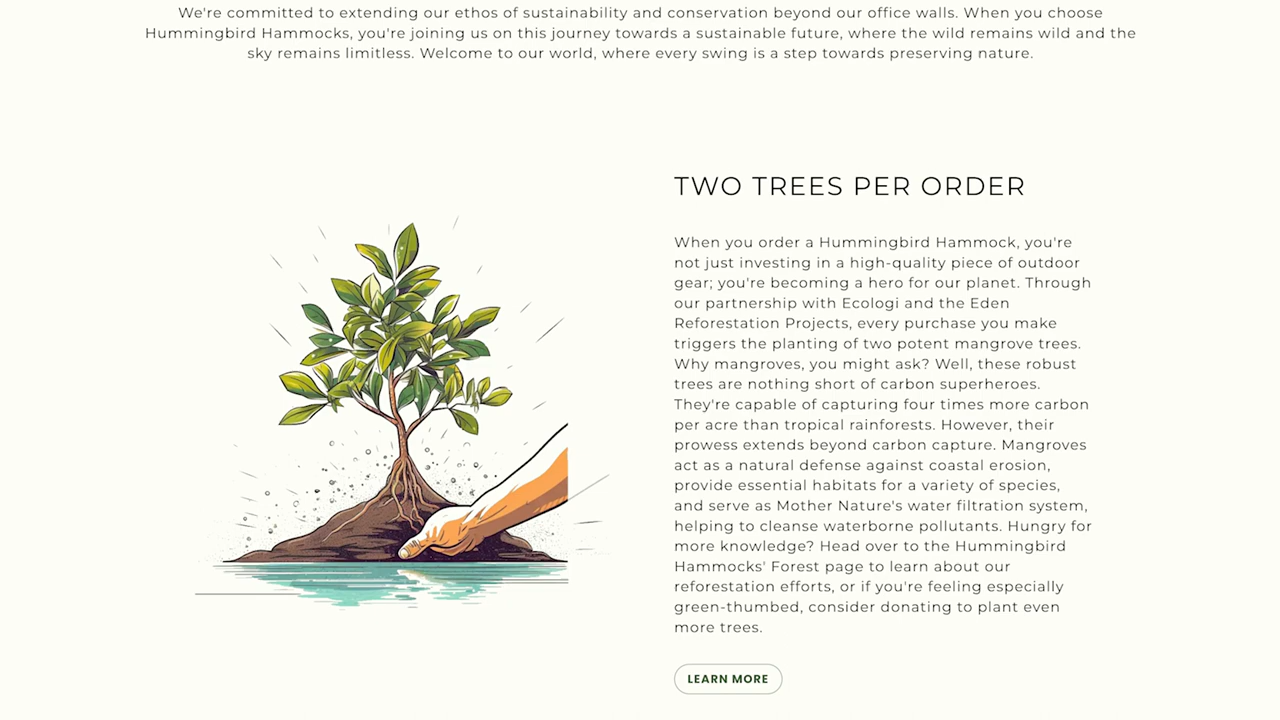 We're committed to extending our ethos of sustainability and conservation beyond our office walls. When you choose
Hummingbird Hammocks, you're joining us on this journey towards a sustainable future, where the wild remains wild and the
sky remains limitless. Welcome to our world, where every swing is a step towards preserving nature.
TWO TREES PER ORDER
When you order a Hummingbird Hammock, you're
not just investing in a high-quality piece of outdoor
gear; you're becoming a hero for our planet. Through
our partnership with Ecologi and the Eden
Reforestation Projects, every purchase you make
triggers the planting of two potent mangrove trees.
Why mangroves, you might ask? Well, these robust
trees are nothing short of carbon superheroes.
They're capable of capturing four times more carbon
per acre than tropical rainforests. However, their
prowess extends beyond carbon capture. Mangroves
act as a natural defense against coastal erosion,
provide essential habitats for a variety of species,
and serve as Mother Nature's water filtration system,
helping to cleanse waterborne pollutants. Hungry for
more knowledge? Head over to the Hummingbird
Hammocks' Forest page to learn about our
reforestation efforts, or if you're feeling especially
green-thumbed, consider donating to plant even
more trees.
LEARN MORE